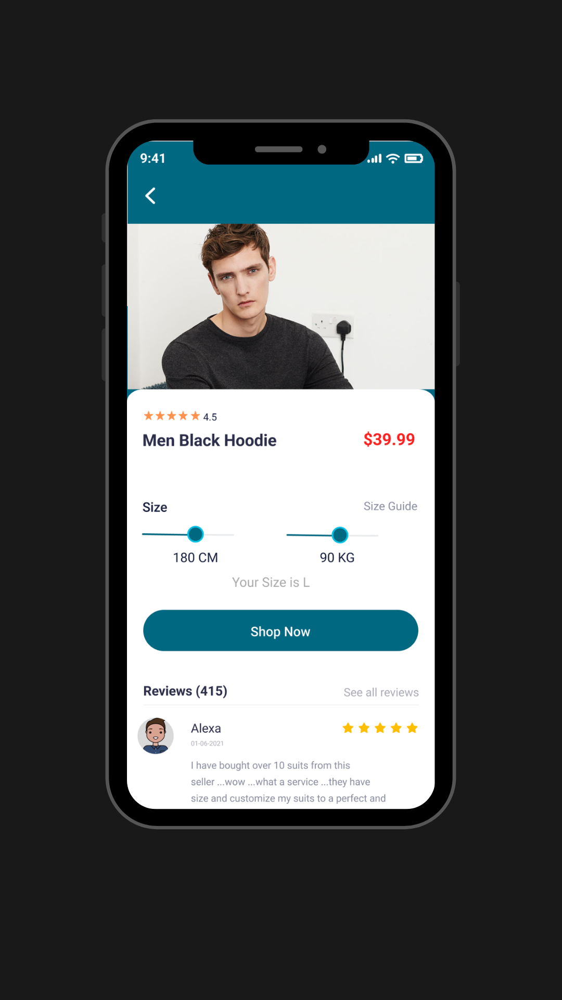 9:41
4.5
Men Black Hoodie
$39.99
Size
Size Guide
180 CM
90 KG
Your Size is L
Shop Now
Reviews (415)
See all reviews
Alexa
01-06-2021
I have bought over 10 suits from this
seller ...wow ...what a service ...they have
size and customize my suits to a perfect and